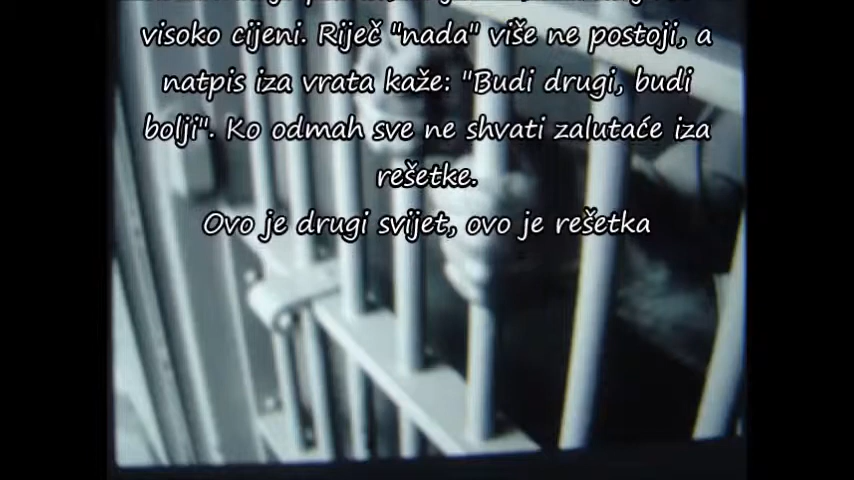 visoko cijeni. Riječ "nada" više ne postoji, a
natpis iza vrata kaže: "Budi drugi, budi
bolji". Ko odmah sve ne shvati zalutaće iza
rešetke.
Ovo je drugi svijet, ovo je rešetka